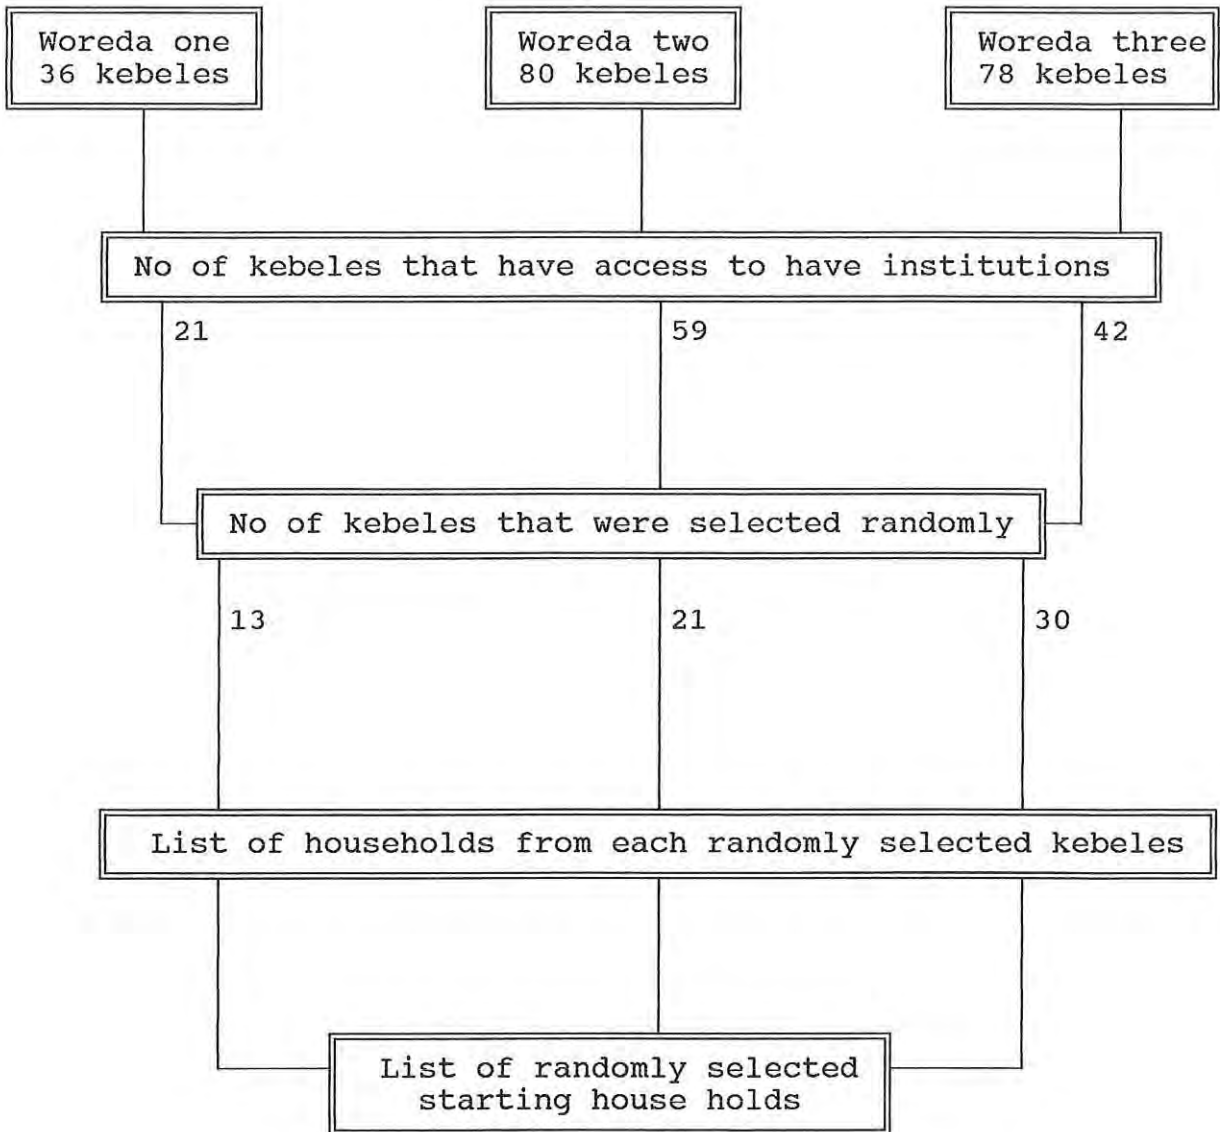 Woreda one
36 kebeles
Woreda two
80 kebeles
Woreda three
78 kebeles
No of kebeles that have access to have institutions
21
59
42
No of kebeles that were selected randomly
13
21
30
List of households from each randomly selected kebeles
List of randomly selected
starting house holds